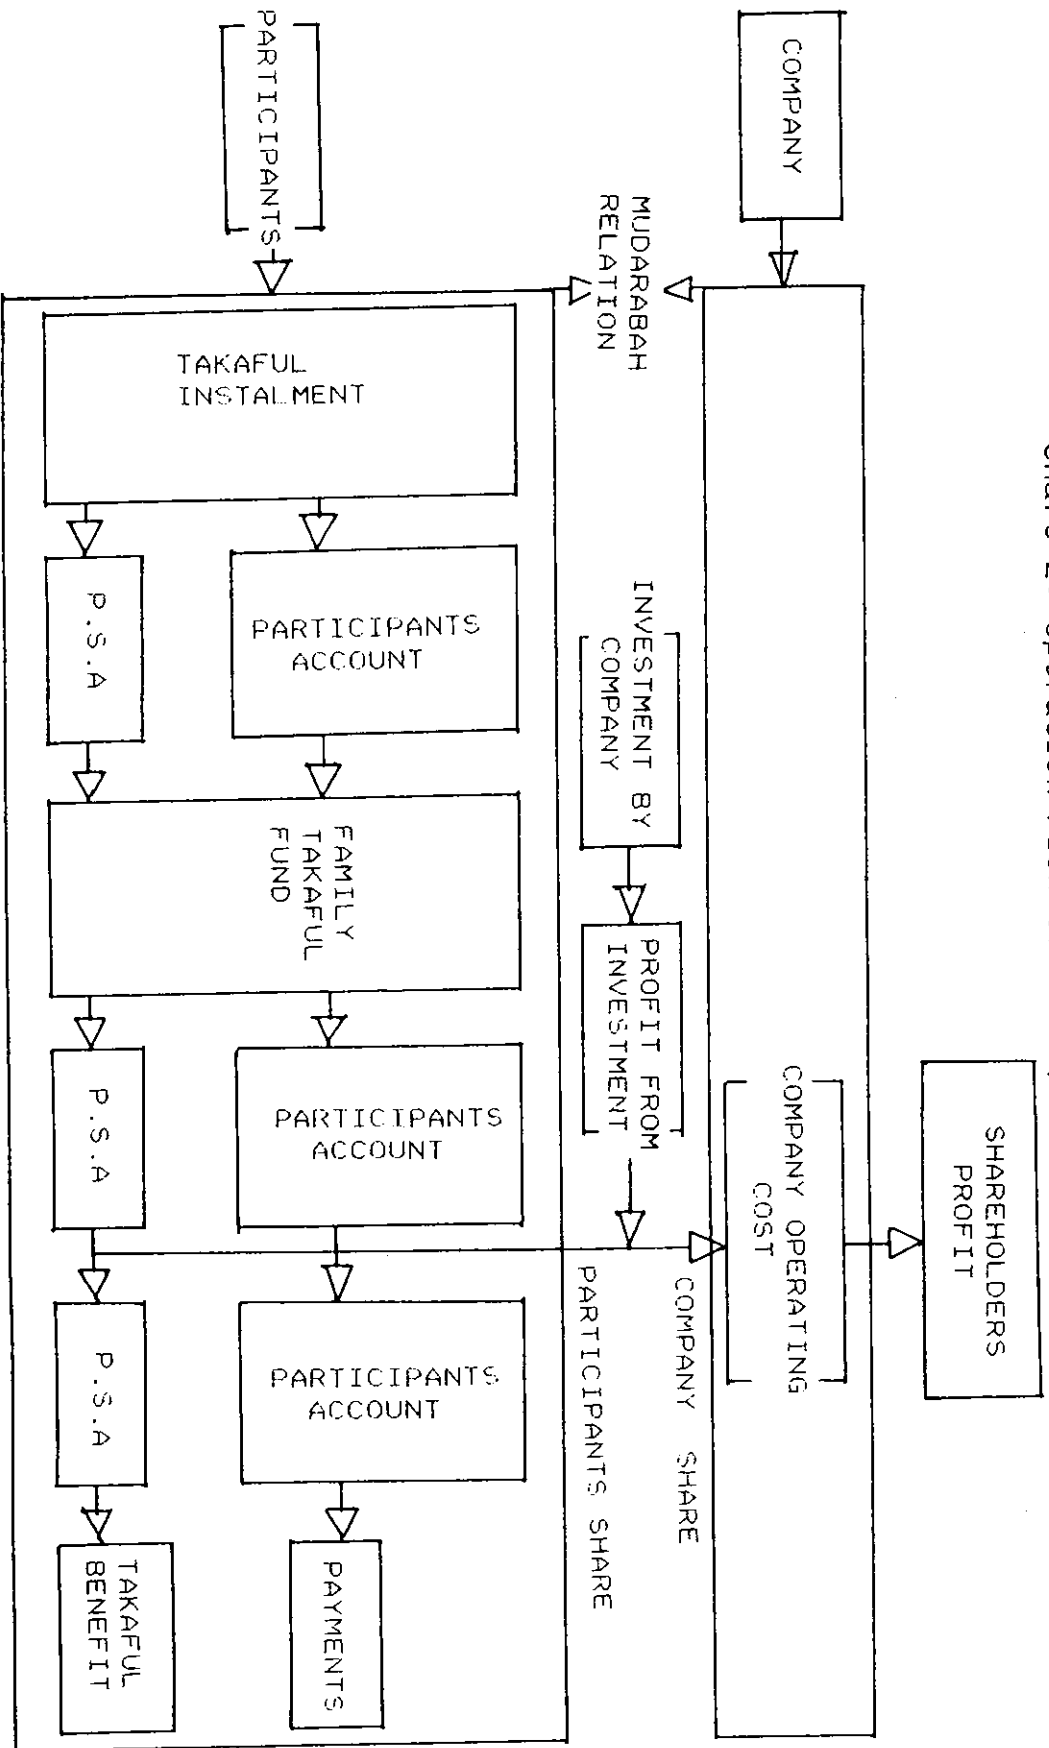 COMPANY
SHAREHOLDERS
PROFIT
COMPANY OPERATING
COST
MUDARABAH
RELATION
INVESTMENT BY
COMPANY
PROFIT FROM
INVESTMENT
COMPANY SHARE
PARTICIPANTS SHARE
PARTICIPANTS
TAKAFUL
INSTALMENT
PARTICIPANTS
ACCOUNT
P.S.A
FAMILY
TAKAFUL
FUND
PARTICIPANTS
ACCOUNT
P.S.A
PARTICIPANTS
ACCOUNT
P.S.A
PAYMENTS
TAKAFUL
BENEFIT